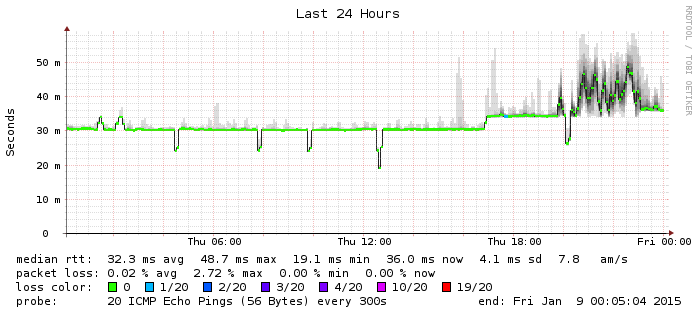 Last 24 Hours
RRDTOOL / TOBI OETIKER
Seconds
50 m
40 m
30 m
20 m
10 m
0
Thu 06:00 Thu 12:00 Thu 18:00 Fri 00:00
median rtt: 32.3 ms avg 48.7 ms max 19.1 ms min 36.0 ms now 4.1 ms sd 7.8 am/s
packet loss: 0.02 % avg 2.72 % max 0.00 % min 0.00 % now
loss color: 0 1/20 2/20 3/20 4/20 10/20 19/20
probe: 20 ICMP Echo Pings (56 Bytes) every 300s end: Fri Jan 9 00:05:04 2015